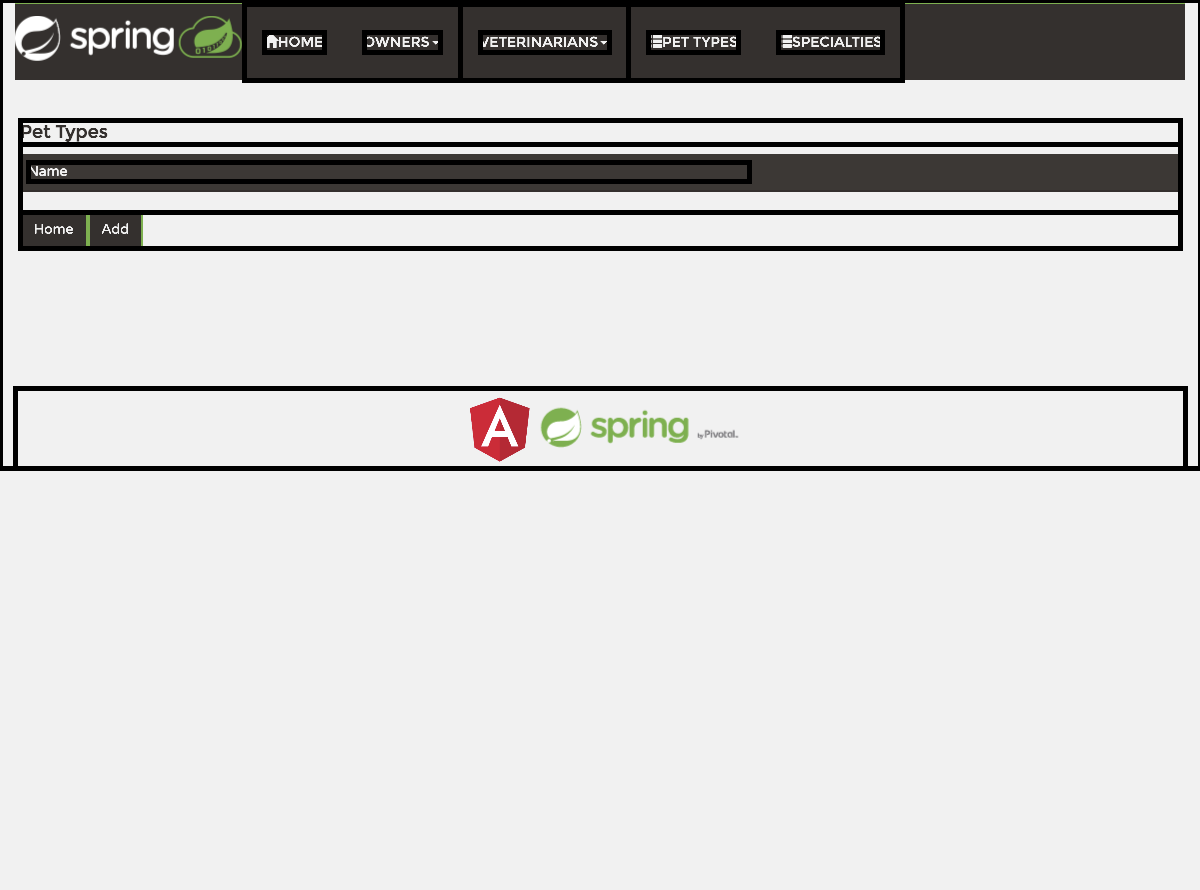 spring
HOME OWNERS VETERINARIANS PET TYPES SPECIALTIES
Pet Types
Name
Home Add
spring by Pivotal.